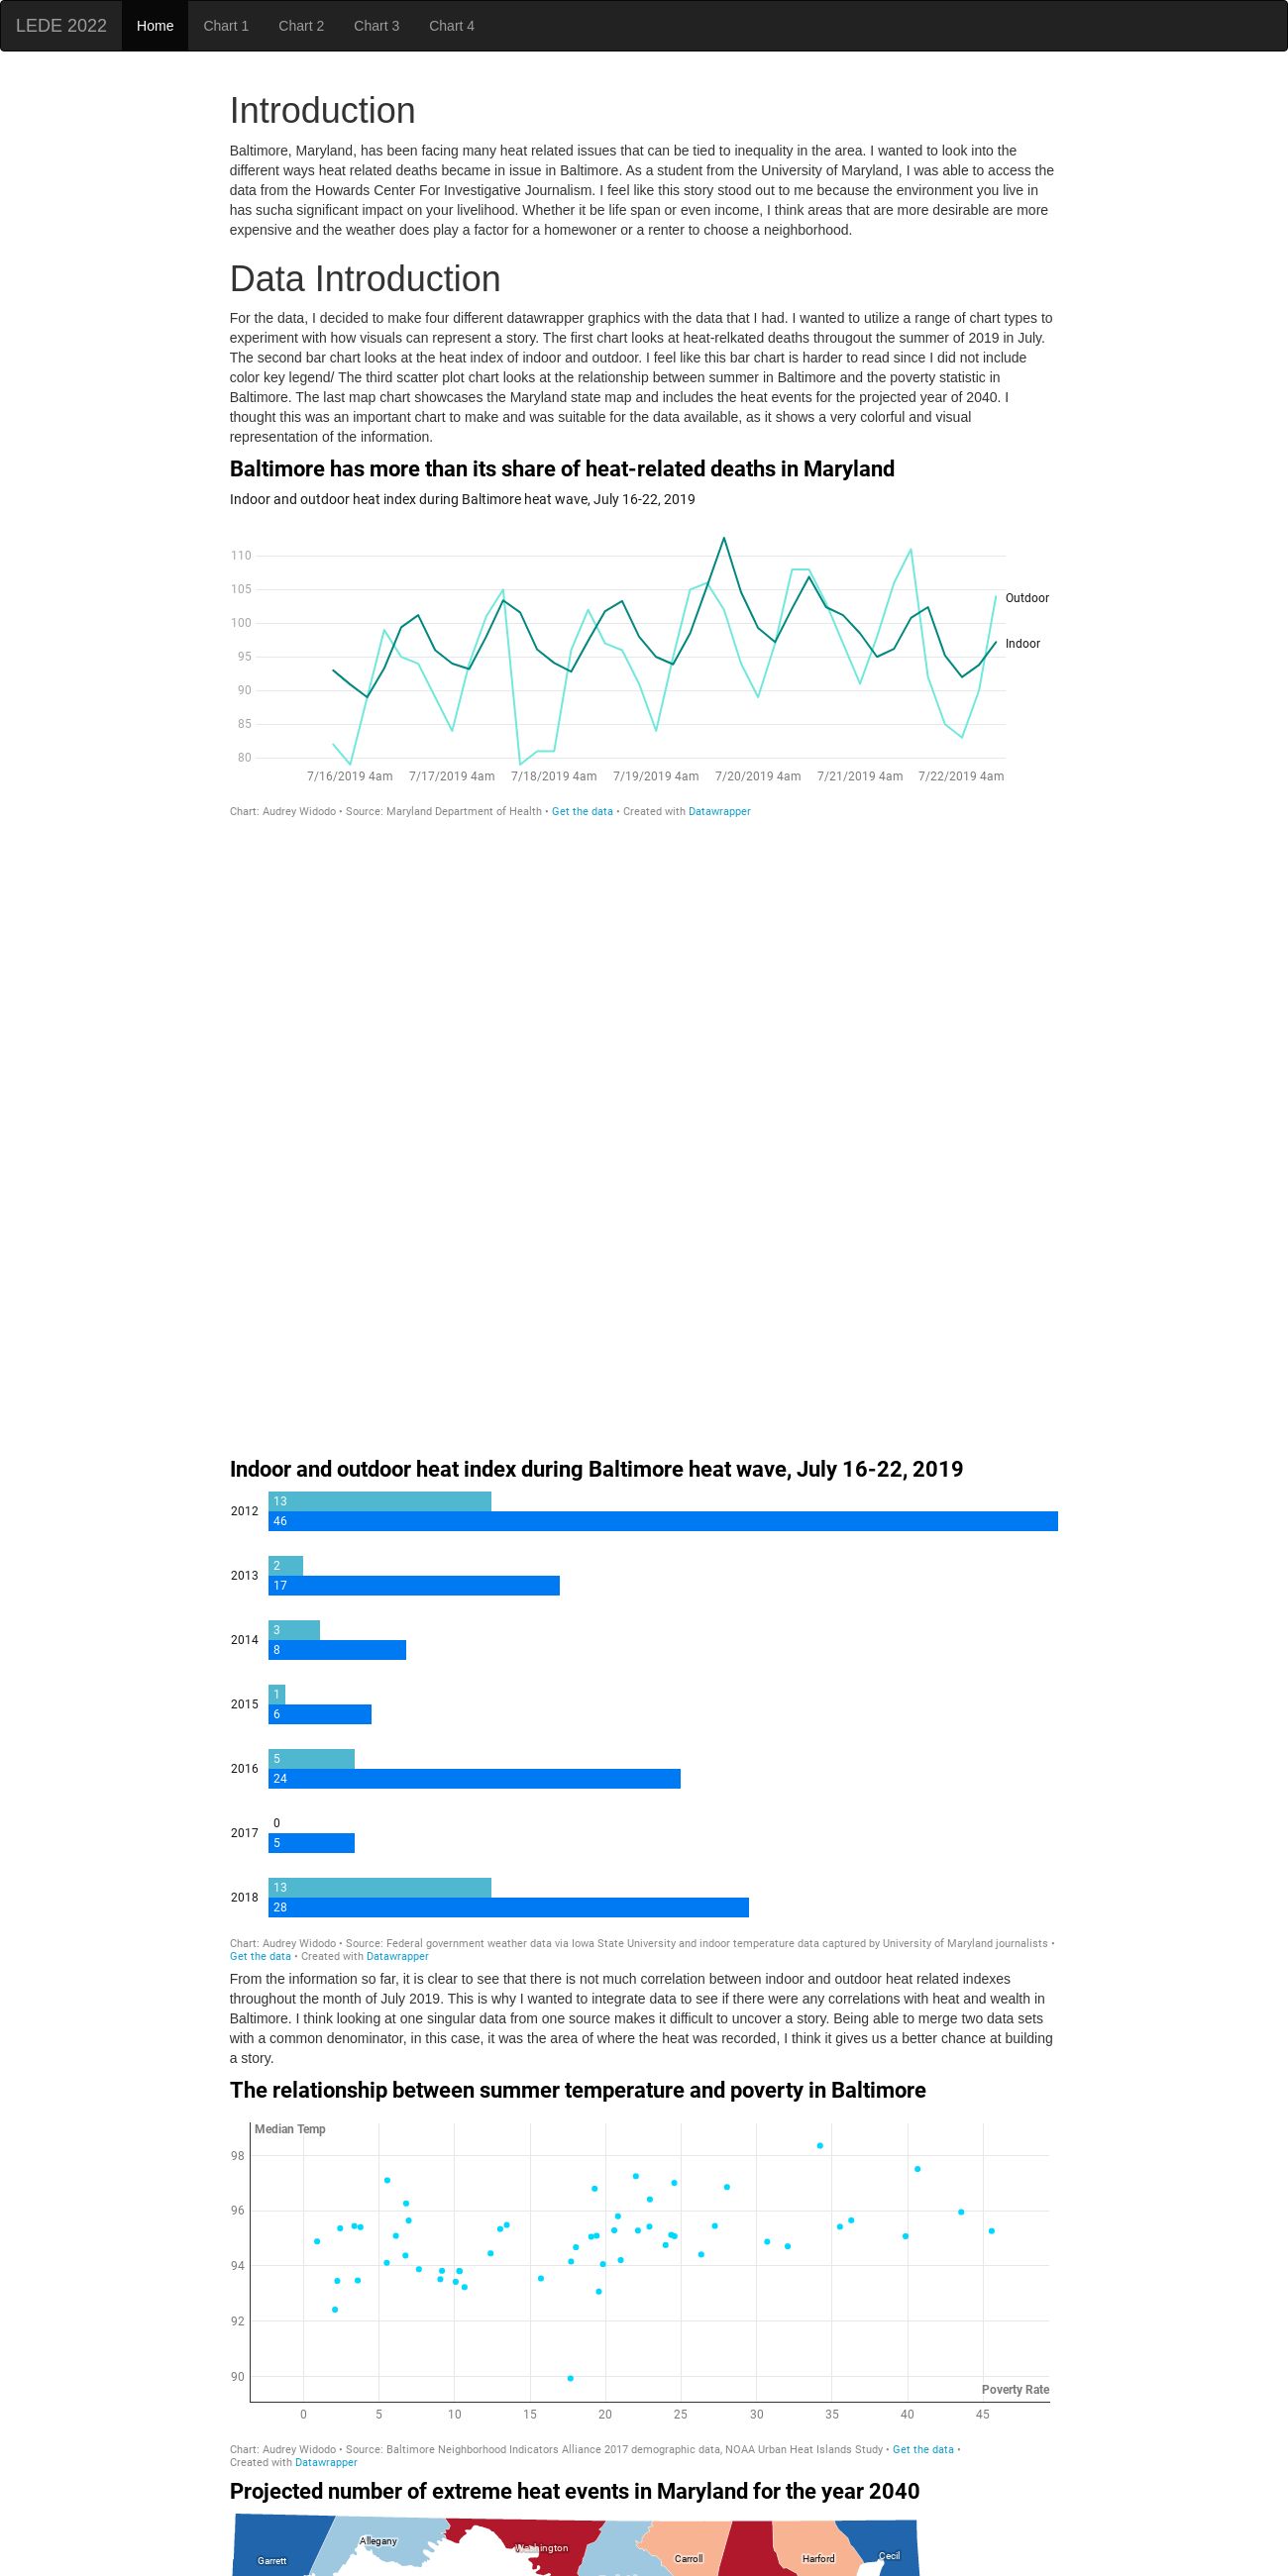 LEDE 2022 Home Chart 1 Chart 2 Chart 3 Chart 4
Introduction
Baltimore, Maryland, has been facing many heat related issues that can be tied to inequality in the area. I wanted to look into the
different ways heat related deaths became in issue in Baltimore. As a student from the University of Maryland, I was able to access the
data from the Howards Center For Investigative Journalism. I feel like this story stood out to me because the environment you live in
has sucha significant impact on your livelihood. Whether it be life span or even income, I think areas that are more desirable are more
expensive and the weather does play a factor for a homewoner or a renter to choose a neighborhood.
Data Introduction
For the data, I decided to make four different datawrapper graphics with the data that I had. I wanted to utilize a range of chart types to
experiment with how visuals can represent a story. The first chart looks at heat-relkated deaths througout the summer of 2019 in July.
The second bar chart looks at the heat index of indoor and outdoor. I feel like this bar chart is harder to read since I did not include
color key legend/ The third scatter plot chart looks at the relationship between summer in Baltimore and the poverty statistic in
Baltimore. The last map chart showcases the Maryland state map and includes the heat events for the projected year of 2040. I
thought this was an important chart to make and was suitable for the data available, as it shows a very colorful and visual
representation of the information.
Baltimore has more than its share of heat-related deaths in Maryland
Indoor and outdoor heat index during Baltimore heat wave, July 16-22, 2019
110
105
Outdoor
100
Indoor
95
90
85
80
7/16/2019 4am 7/17/2019 4am 7/18/2019 4am 7/19/2019 4am 7/20/2019 4am 7/21/2019 4am 7/22/2019 4am
Chart: Audrey Widodo • Source: Maryland Department of Health • Get the data • Created with Datawrapper
Indoor and outdoor heat index during Baltimore heat wave, July 16-22, 2019
13
2012
46
2
2013
17
3
2014
8
1
2015
6
5
2016
24
0
2017
5
13
2018
28
Chart: Audrey Widodo • Source: Federal government weather data via Iowa State University and indoor temperature data captured by University of Maryland journalists •
Get the data • Created with Datawrapper
From the information so far, it is clear to see that there is not much correlation between indoor and outdoor heat related indexes
throughout the month of July 2019. This is why I wanted to integrate data to see if there were any correlations with heat and wealth in
Baltimore. I think looking at one singular data from one source makes it difficult to uncover a story. Being able to merge two data sets
with a common denominator, in this case, it was the area of where the heat was recorded, I think it gives us a better chance at building
a story.
The relationship between summer temperature and poverty in Baltimore
Median Temp
98
96
94
92
90
Poverty Rate
0 5 10 15 20 25 30 35 40 45
Chart: Audrey Widodo • Source: Baltimore Neighborhood Indicators Alliance 2017 demographic data, NOAA Urban Heat Islands Study • Get the data •
Created with Datawrapper
Projected number of extreme heat events in Maryland for the year 2040
Allegany
Washington
Garrett
Carroll
Harford
Cecil